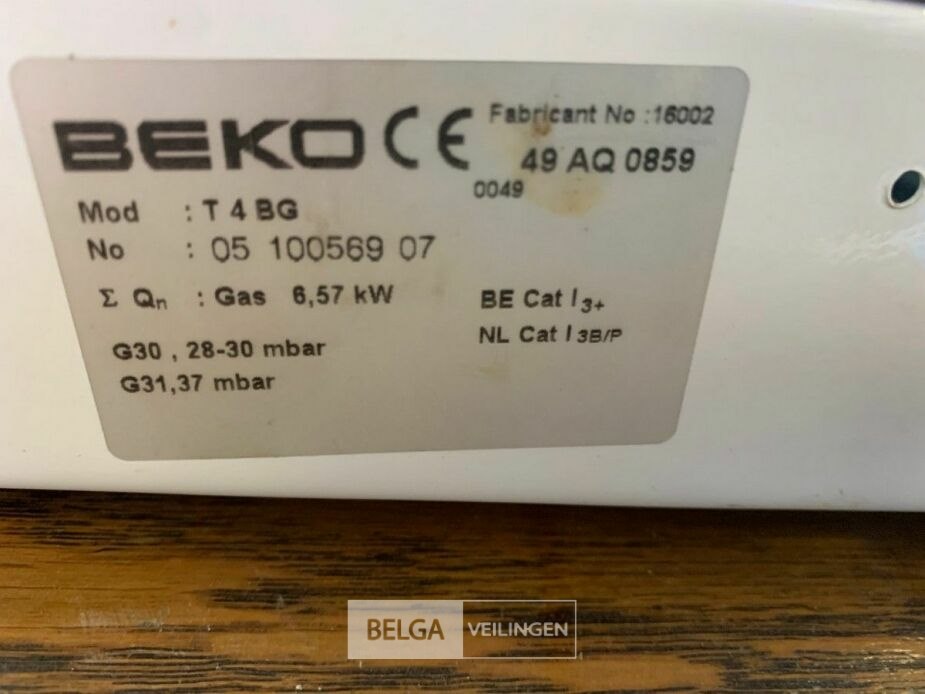 BEKO CE Fabricant No :16002
49 AQ 0859
0049
Mod : T 4 BG
No : 05 100569 07
Σ Qn : Gas 6,57 kW
BE Cat I3+
NL Cat I3B/P
G30 , 28-30 mbar
G31,37 mbar
BELGA VEILINGEN